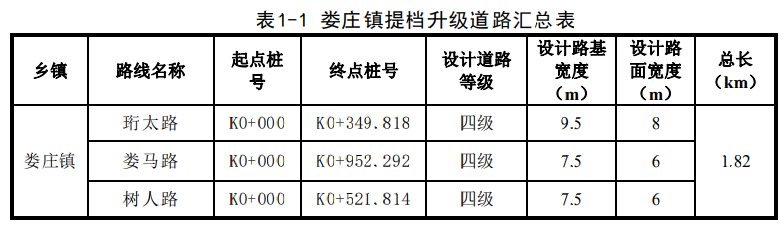 表1-1 娄庄镇提档升级道路汇总表
乡镇 路线名称 起点桩号 终点桩号 设计道路等级 设计路基宽度（m） 设计路面宽度（m） 总长（km）
娄庄镇 珩太路 K0+000 K0+349.818 四级 9.5 8 1.82
娄马路 K0+000 K0+952.292 四级 7.5 6
树人路 K0+000 K0+521.814 四级 7.5 6